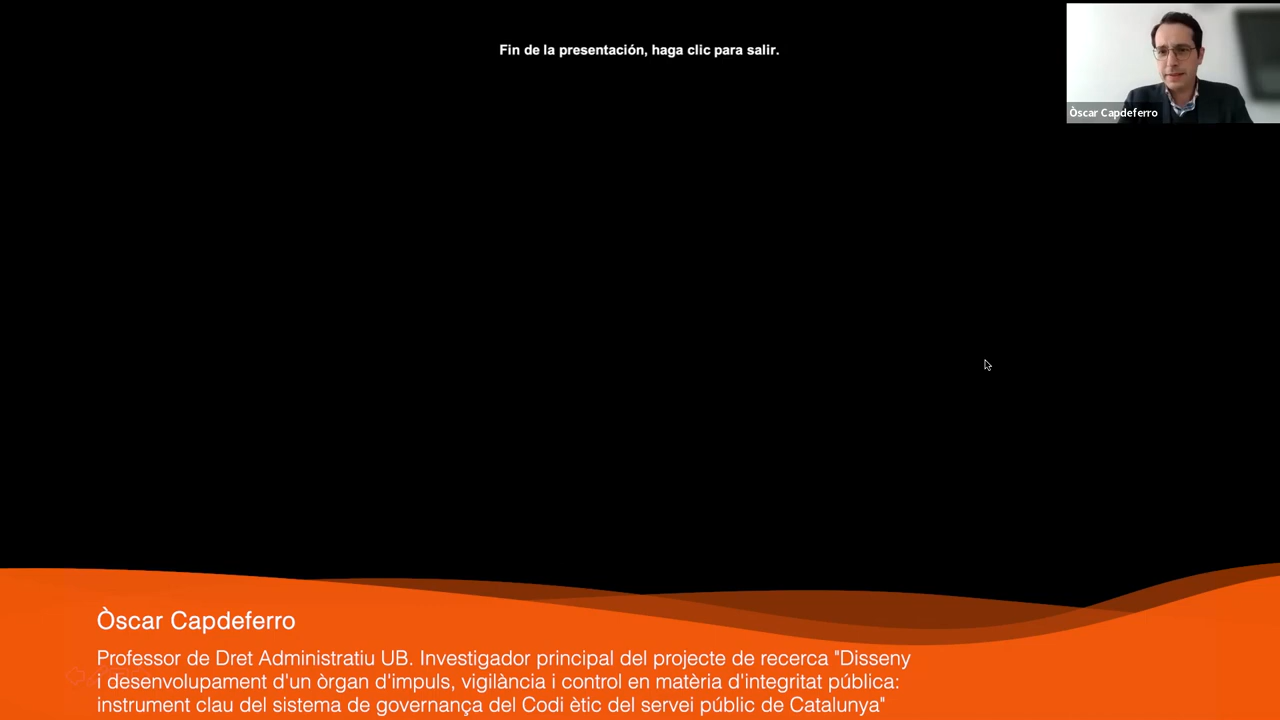 Fin de la presentación, haga clic para salir.
Òscar Capdeferro
Òscar Capdeferro
Professor de Dret Administratiu UB. Investigador principal del projecte de recerca "Disseny
i desenvolupament d'un òrgan d'impuls, vigilància i control en matèria d'integritat pública:
instrument clau del sistema de governança del Codi ètic del servei públic de Catalunya"